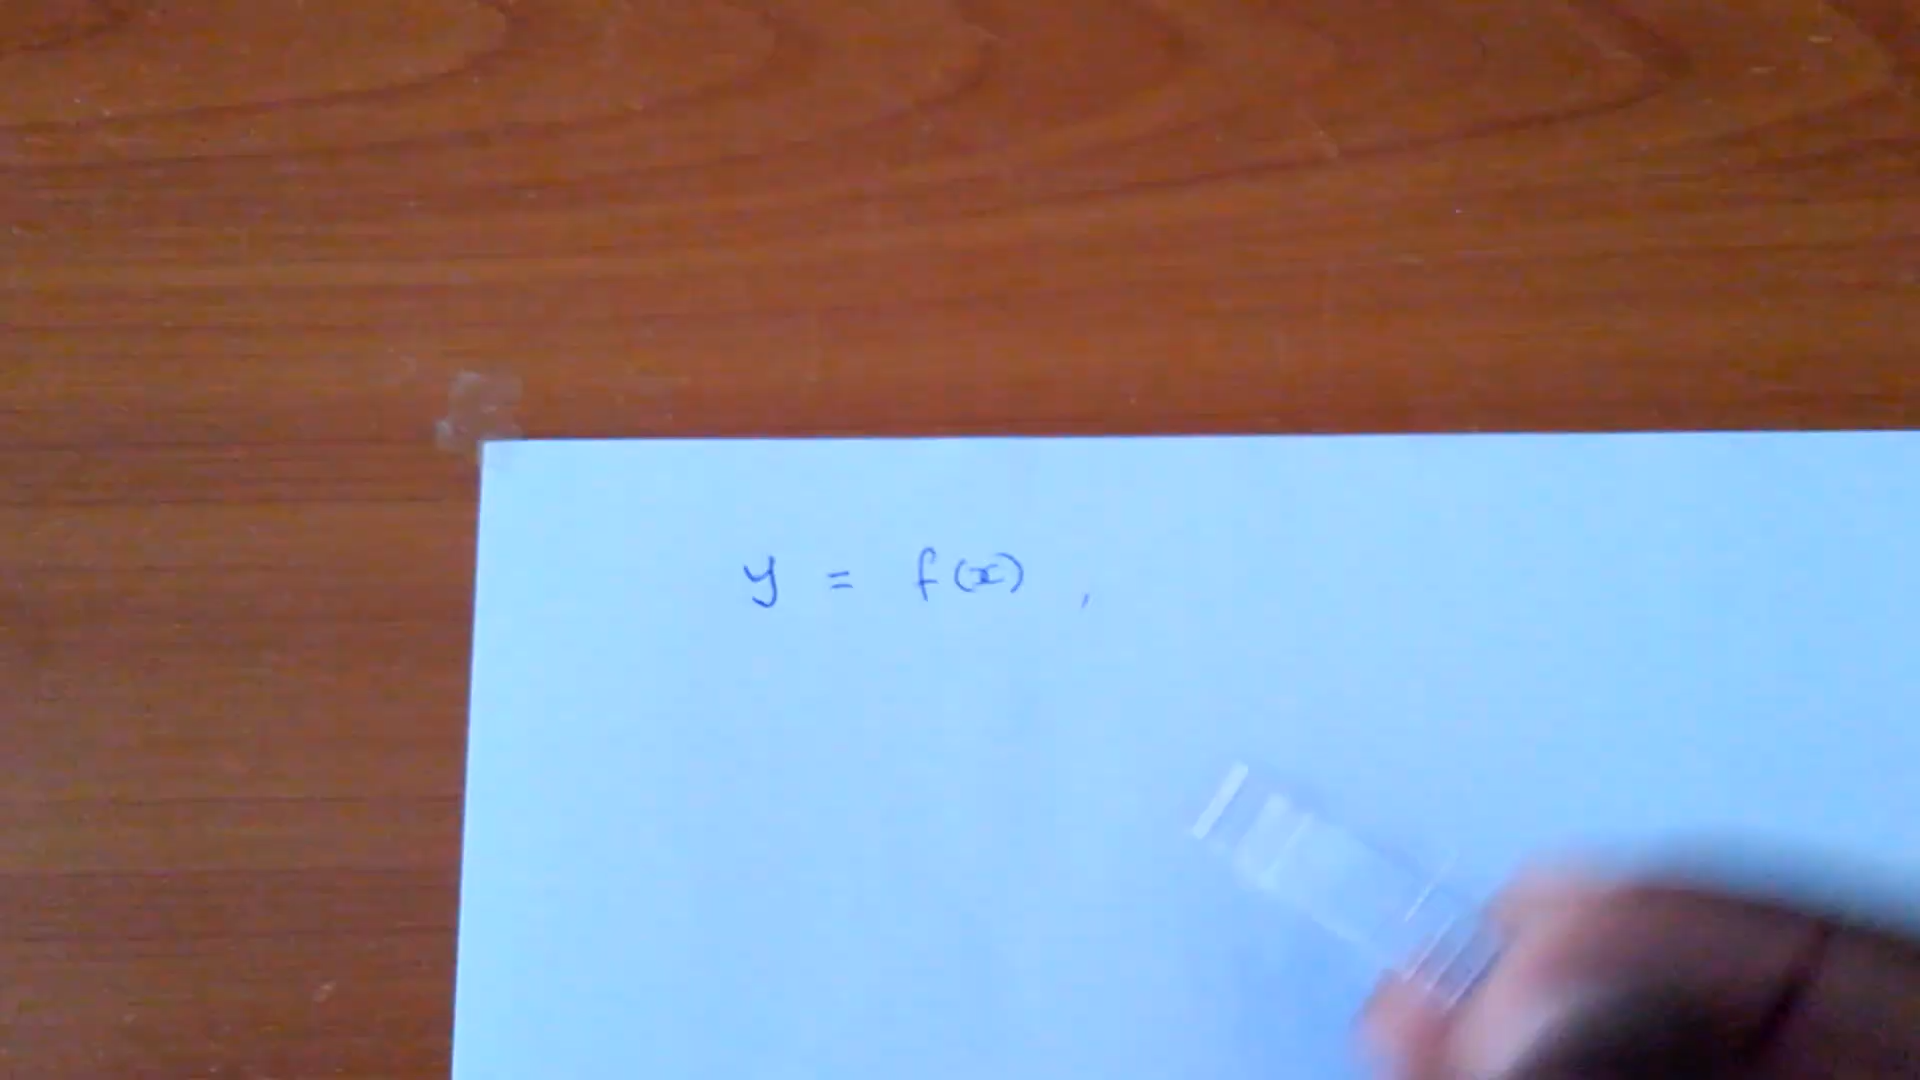 y = f(x) ,